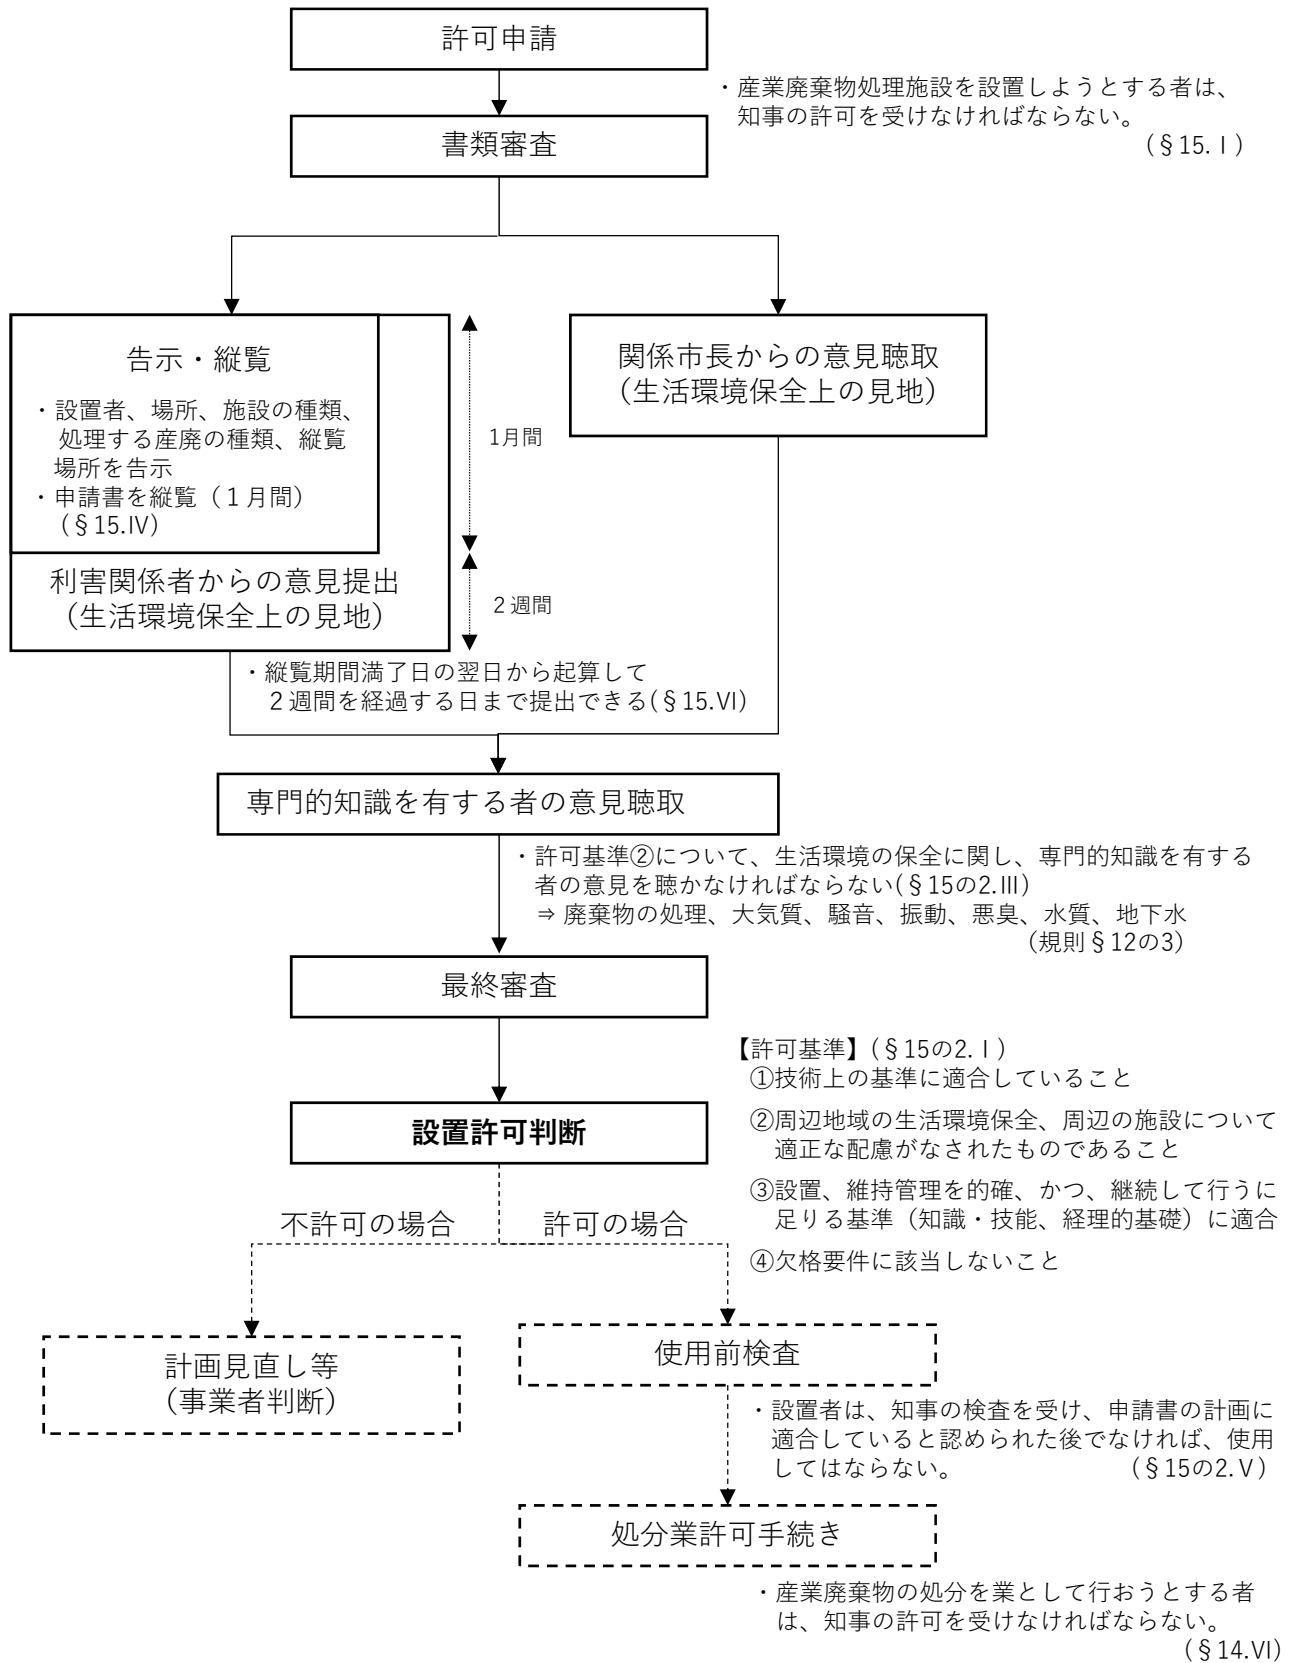 許可申請
・産業廃棄物処理施設を設置しようとする者は、
知事の許可を受けなければならない。
(§15.Ⅰ)
書類審査
告示・縦覧
・設置者、場所、施設の種類、
処理する産廃の種類、縦覧
場所を告示
・申請書を縦覧（１月間）
(§15.Ⅳ)
1月間
関係市長からの意見聴取
（生活環境保全上の見地）
利害関係者からの意見提出
（生活環境保全上の見地）
２週間
・縦覧期間満了日の翌日から起算して
２週間を経過する日まで提出できる(§15.Ⅵ)
専門的知識を有する者の意見聴取
・許可基準②について、生活環境の保全に関し、専門的知識を有する
者の意見を聴かなければならない(§15の2.Ⅲ)
⇒ 廃棄物の処理、大気質、騒音、振動、悪臭、水質、地下水
(規則§12の3)
最終審査
【許可基準】(§15の2.Ⅰ)
①技術上の基準に適合していること
②周辺地域の生活環境保全、周辺の施設について
適正な配慮がなされたものであること
③設置、維持管理を的確、かつ、継続して行うに
足りる基準（知識・技能、経理的基礎）に適合
④欠格要件に該当しないこと
設置許可判断
不許可の場合
許可の場合
計画見直し等
（事業者判断）
使用前検査
・設置者は、知事の検査を受け、申請書の計画に
適合していると認められた後でなければ、使用
してはならない。 (§15の2.Ⅴ)
処分業許可手続き
・産業廃棄物の処分を業として行おうとする者
は、知事の許可を受けなければならない。
(§14.Ⅵ)